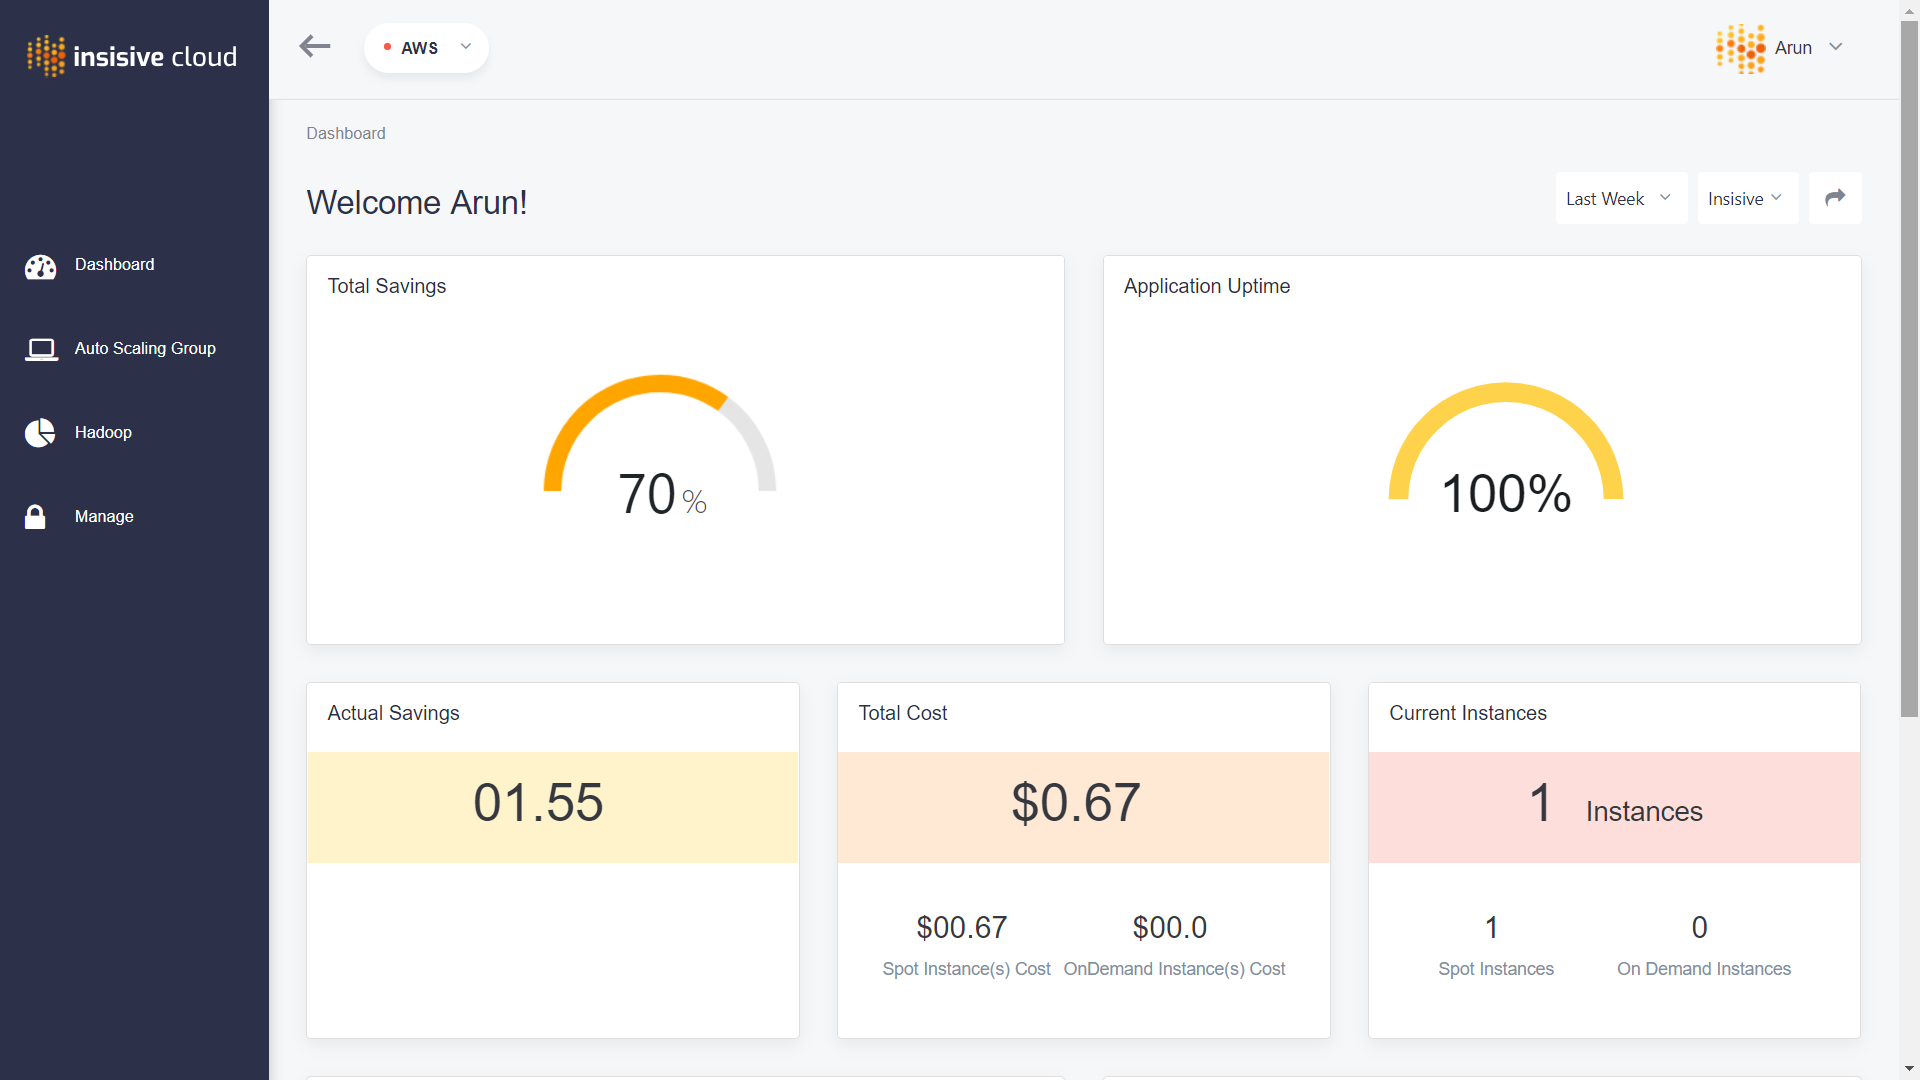 insisive cloud
AWS
Arun
Dashboard
Welcome Arun!
Last Week
Insisive
Dashboard
Auto Scaling Group
Hadoop
Manage
Total Savings
70 %
Application Uptime
100%
Actual Savings
01.55
Total Cost
$0.67
$00.67
$00.0
Spot Instance(s) Cost
OnDemand Instance(s) Cost
Current Instances
1 Instances
1
0
Spot Instances
On Demand Instances